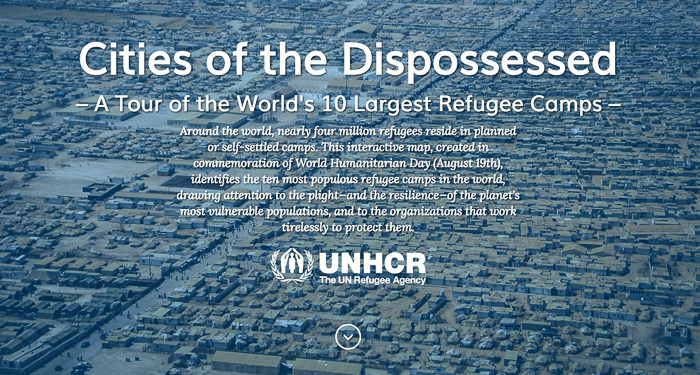 Cities of the Dispossessed
– A Tour of the World's 10 Largest Refugee Camps –
Around the world, nearly four million refugees reside in planned
or self-settled camps. This interactive map, created in
commemoration of World Humanitarian Day (August 19th),
identifies the ten most populous refugee camps in the world,
drawing attention to the plight—and the resilience—of the planet's
most vulnerable populations, and to the organizations that work
tirelessly to protect them.
UNHCR
The UN Refugee Agency